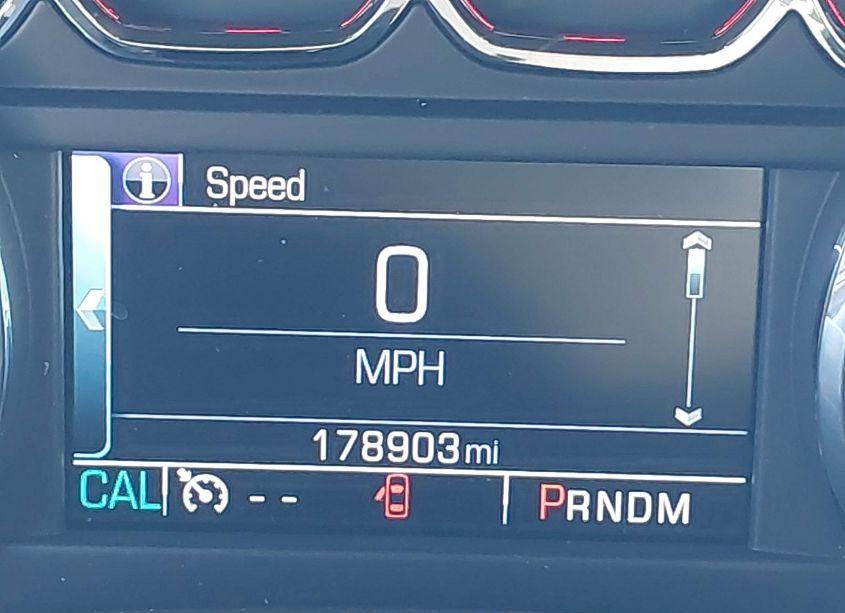 Speed
0
MPH
178903mi
CAL -- PRNDM